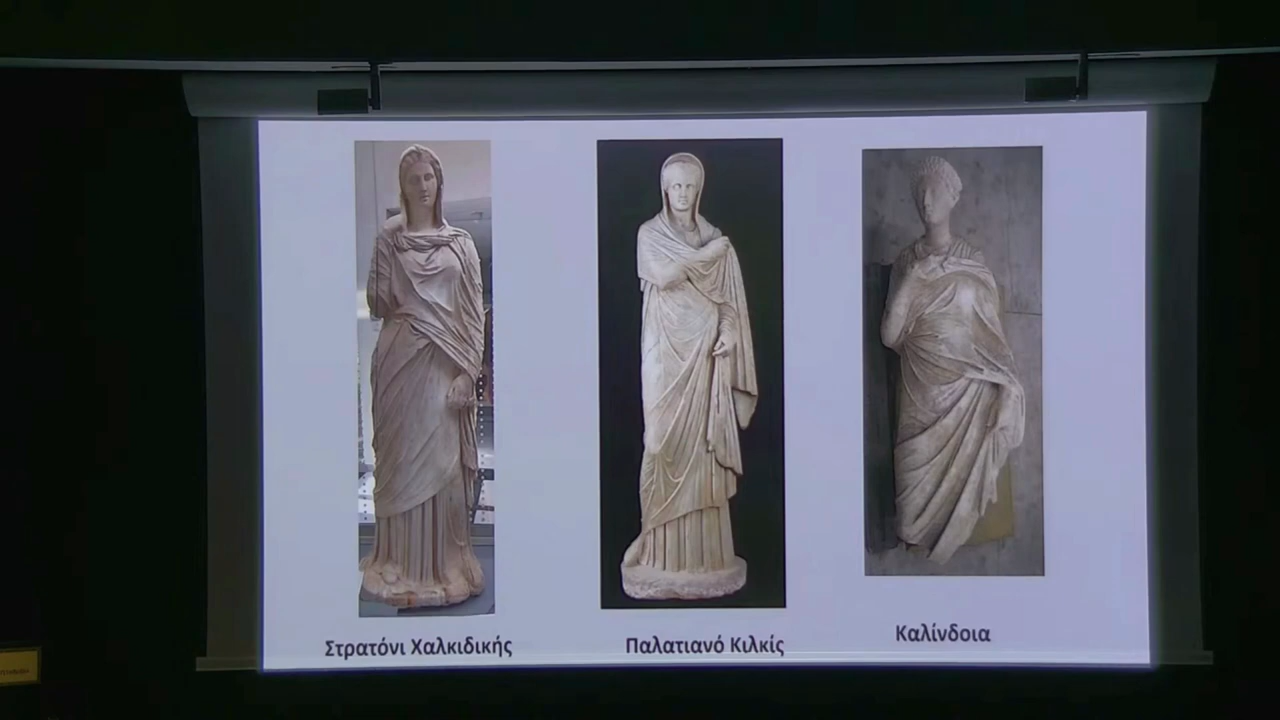 Στρατόνι Χαλκιδικής
Παλατιανό Κιλκίς
Καλίνδοια